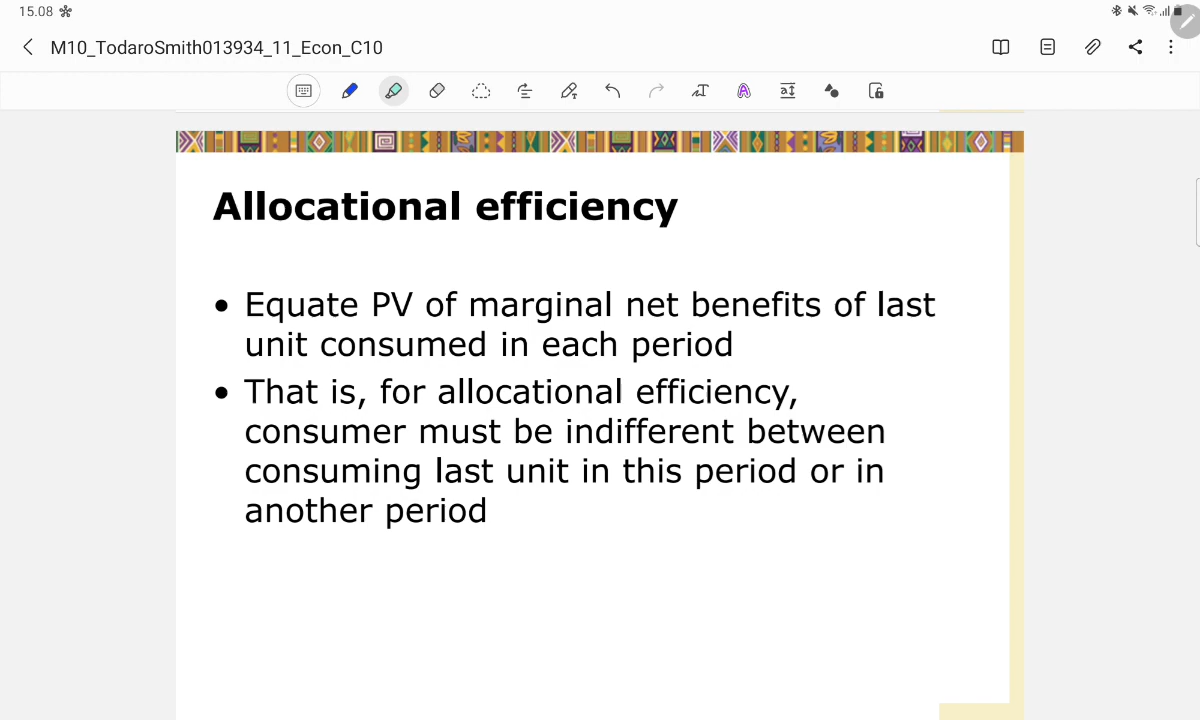 15.08
M10_TodaroSmith013934_11_Econ_C10
Allocational efficiency
• Equate PV of marginal net benefits of last
unit consumed in each period
• That is, for allocational efficiency,
consumer must be indifferent between
consuming last unit in this period or in
another period